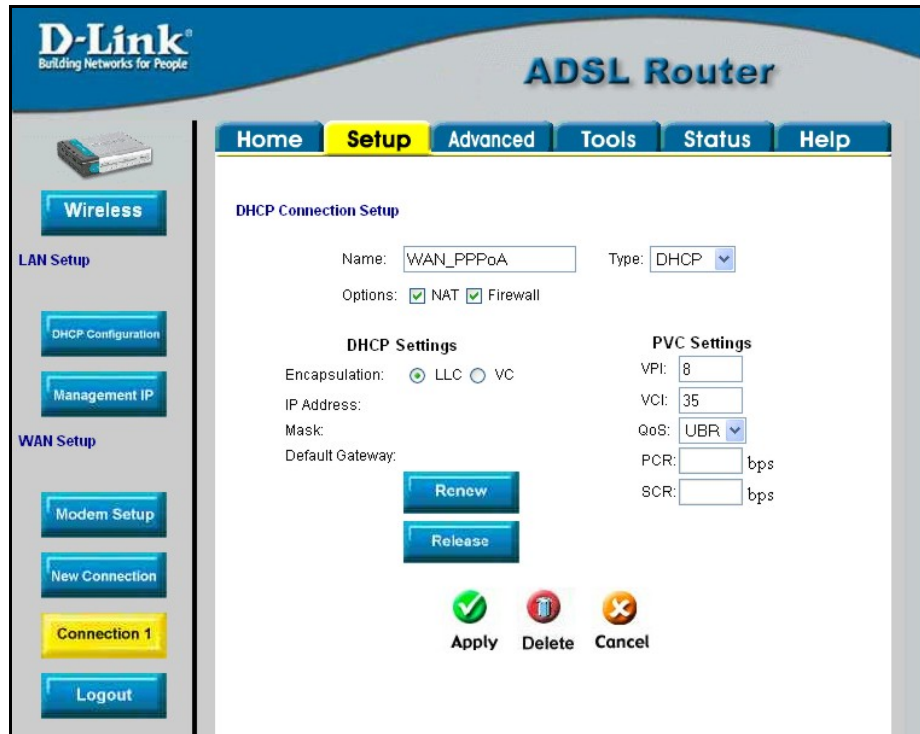 D-Link®
Building Networks for People
ADSL Router
Home Setup Advanced Tools Status Help
Wireless
LAN Setup
DHCP Configuration
Management IP
WAN Setup
Modem Setup
New Connection
Connection 1
Logout
DHCP Connection Setup
Name: WAN_PPPoA Type: DHCP
Options: NAT Firewall
DHCP Settings
Encapsulation: LLC VC
IP Address:
Mask:
Default Gateway:
Renew
Release
PVC Settings
VPI: 8
VCI: 35
QoS: UBR
PCR: bps
SCR: bps
Apply Delete Cancel